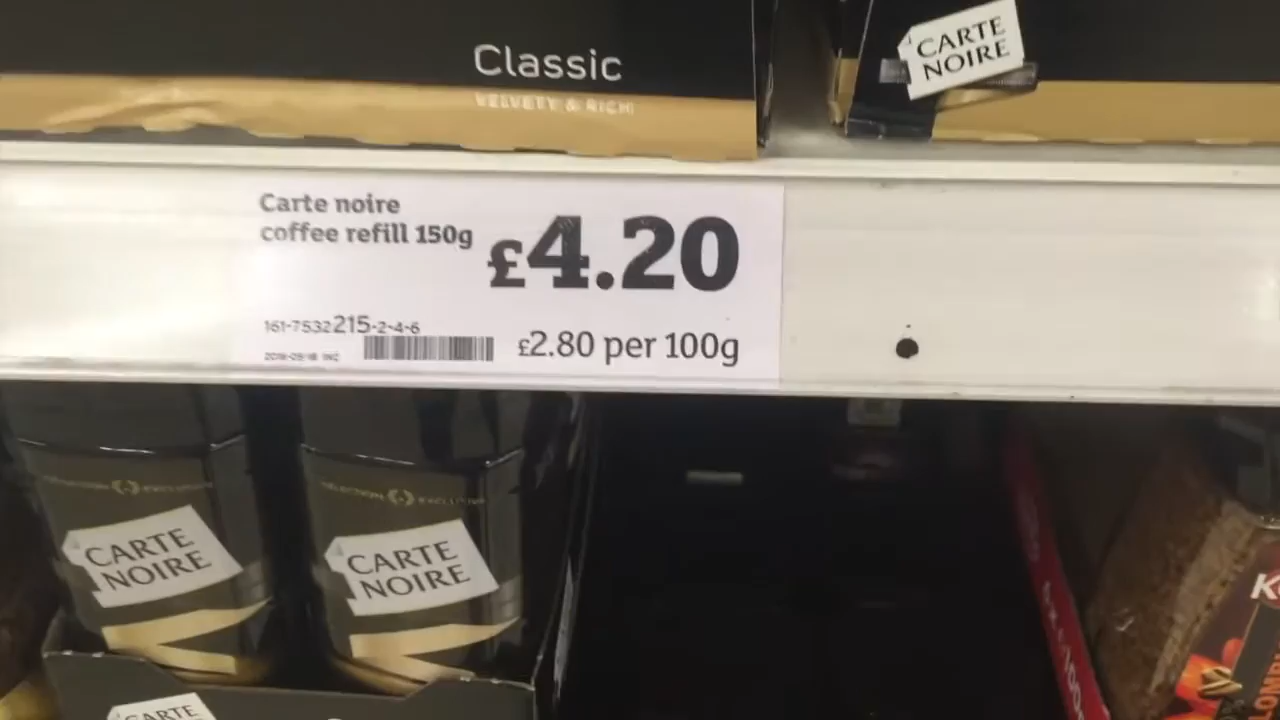 Classic
VELVETY & RICH
CARTE
NOIRE
Carte noire
coffee refill 150g
£4.20
161-7532215-2-4-6
£2.80 per 100g
CARTE
NOIRE
CARTE
NOIRE
CARTE